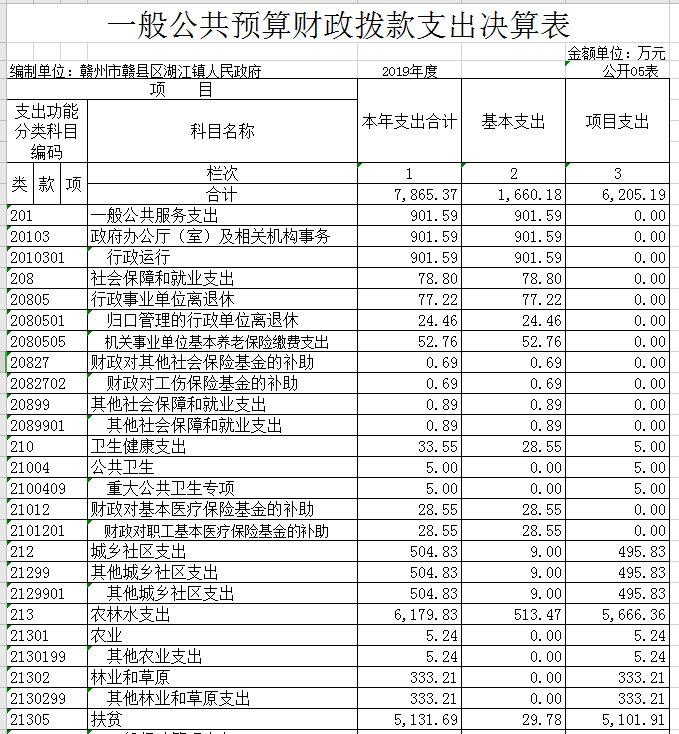 一般公共预算财政拨款支出决算表
金额单位：万元
编制单位：赣州市赣县区湖江镇人民政府 2019年度 公开05表
项 目 本年支出合计 基本支出 项目支出
支出功能分类科目编码 科目名称
类 款 项 栏次 1 2 3
合计 7,865.37 1,660.18 6,205.19
201 一般公共服务支出 901.59 901.59 0.00
20103 政府办公厅（室）及相关机构事务 901.59 901.59 0.00
2010301 行政运行 901.59 901.59 0.00
208 社会保障和就业支出 78.80 78.80 0.00
20805 行政事业单位离退休 77.22 77.22 0.00
2080501 归口管理的行政单位离退休 24.46 24.46 0.00
2080505 机关事业单位基本养老保险缴费支出 52.76 52.76 0.00
20827 财政对其他社会保险基金的补助 0.69 0.69 0.00
2082702 财政对工伤保险基金的补助 0.69 0.69 0.00
20899 其他社会保障和就业支出 0.89 0.89 0.00
2089901 其他社会保障和就业支出 0.89 0.89 0.00
210 卫生健康支出 33.55 28.55 5.00
21004 公共卫生 5.00 0.00 5.00
2100409 重大公共卫生专项 5.00 0.00 5.00
21012 财政对基本医疗保险基金的补助 28.55 28.55 0.00
2101201 财政对职工基本医疗保险基金的补助 28.55 28.55 0.00
212 城乡社区支出 504.83 9.00 495.83
21299 其他城乡社区支出 504.83 9.00 495.83
2129901 其他城乡社区支出 504.83 9.00 495.83
213 农林水支出 6,179.83 513.47 5,666.36
21301 农业 5.24 0.00 5.24
2130199 其他农业支出 5.24 0.00 5.24
21302 林业和草原 333.21 0.00 333.21
2130299 其他林业和草原支出 333.21 0.00 333.21
21305 扶贫 5,131.69 29.78 5,101.91